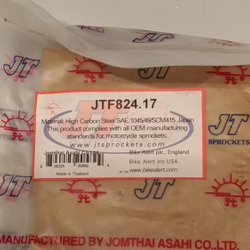 JT
SPROCKETS
JTF824.17
Material-High Carbon Steel SAE 1045/49/SCM415 Japan
This product complies with all OEM manufacturing
standards for motorcycle sprockets.
www.jtsprockets.com
Bike Alert plc., England
Bike Alert inc. USA
www.bikealert.com
Made in Thailand
JT
JT
SPROCKETS
MANUFACTURED BY JOMTHAI ASAHI CO., LTD.